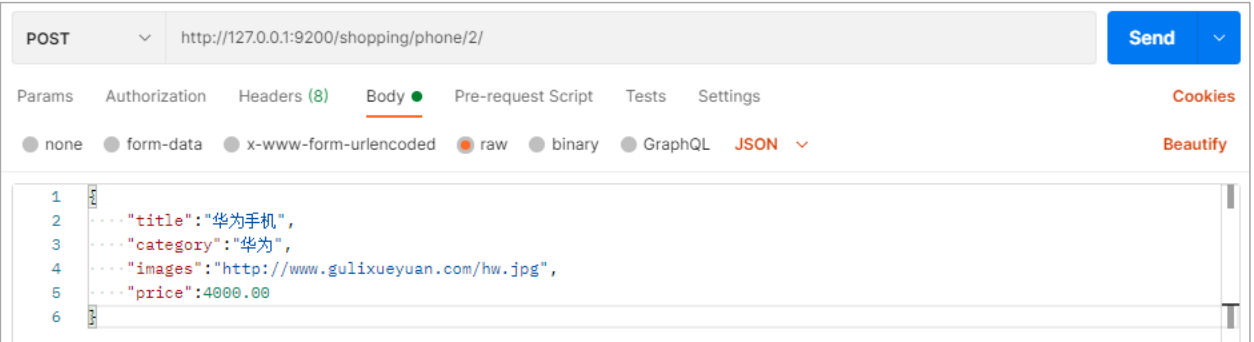 POST http://127.0.0.1:9200/shopping/phone/2/ Send
Params Authorization Headers (8) Body Pre-request Script Tests Settings Cookies
none form-data x-www-form-urlencoded raw binary GraphQL JSON Beautify
1 {
2 ····"title":"华为手机",
3 ····"category":"华为",
4 ····"images":"http://www.gulixueyuan.com/hw.jpg",
5 ····"price":4000.00
6 }